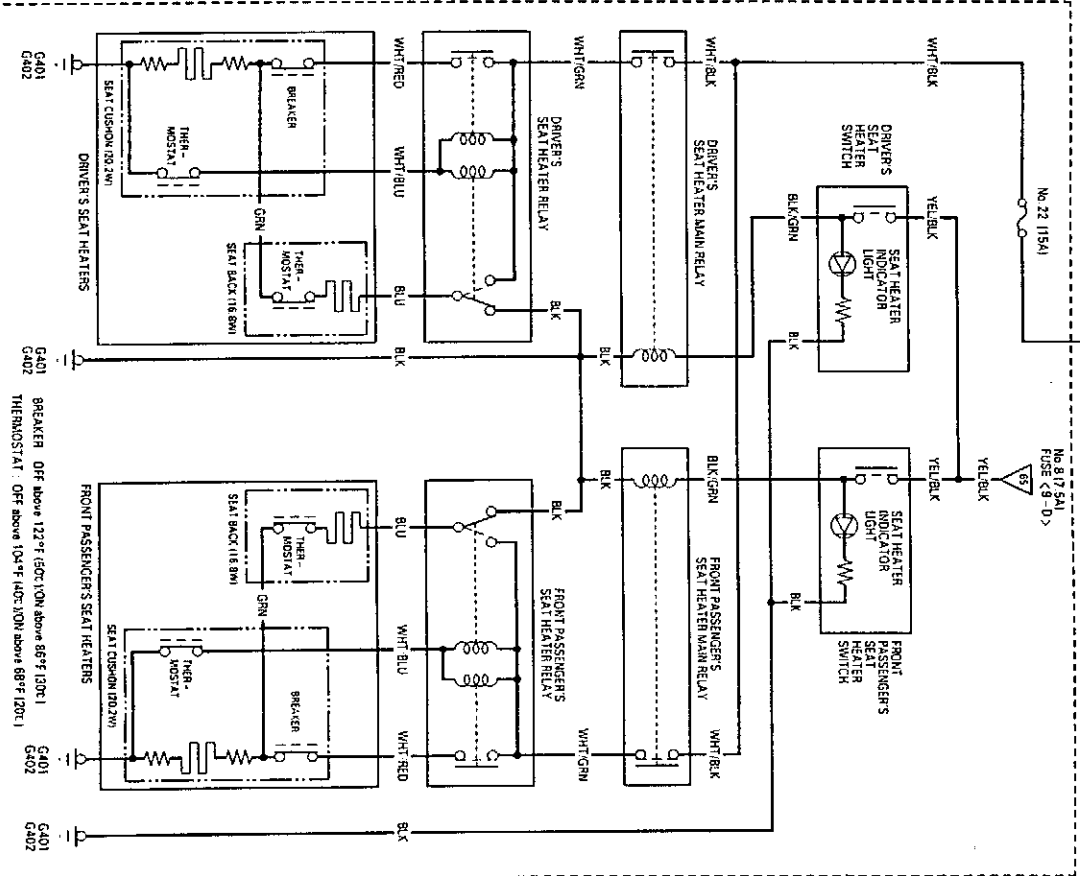 No. 22 (15A)
No 8 (7.5A)
FUSE <9-D>
65
WHT/BLK
YEL/BLK
YEL/BLK
YEL/BLK
DRIVER'S
SEAT
HEATER
SWITCH
SEAT HEATER
INDICATOR
LIGHT
SEAT HEATER
INDICATOR
LIGHT
FRONT
PASSENGER'S
SEAT
HEATER
SWITCH
BLK
BLK
WHT/BLK
BLK/GRN
BLK/GRN
WHT/BLK
DRIVER'S
SEAT HEATER MAIN RELAY
FRONT PASSENGER'S
SEAT HEATER MAIN RELAY
WHT/GRN
BLK
BLK
BLK
BLK
WHT/GRN
DRIVER'S
SEAT HEATER RELAY
FRONT PASSENGER'S
SEAT HEATER RELAY
WHT/RED
WHT/BLU
BLU
BLK
BLU
WHT/BLU
WHT/RED
BLK
BREAKER
THER-
MOSTAT
SEAT CUSHION (20.2W)
GRN
THER-
MOSTAT
SEAT BACK (16.8W)
DRIVER'S SEAT HEATERS
THER-
MOSTAT
SEAT BACK (16.8W)
GRN
BREAKER
THER-
MOSTAT
SEAT CUSHION (20.2W)
FRONT PASSENGER'S SEAT HEATERS
G401
G402
G401
G402
G401
G402
G401
G402
BREAKER : OFF above 122°F (50℃)/ON above 86°F (30℃)
THERMOSTAT : OFF above 104°F (40℃)/ON above 68°F (20℃)